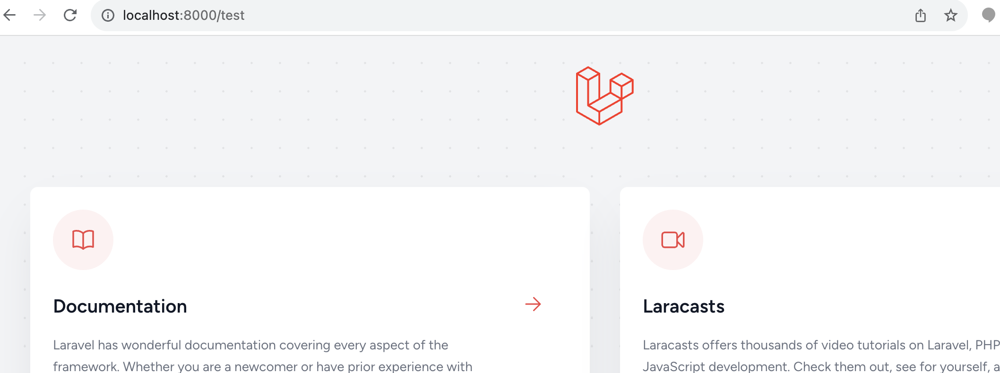 localhost:8000/test
Documentation
Laravel has wonderful documentation covering every aspect of the
framework. Whether you are a newcomer or have prior experience with
Laracasts
Laracasts offers thousands of video tutorials on Laravel, PHP
JavaScript development. Check them out, see for yourself, a